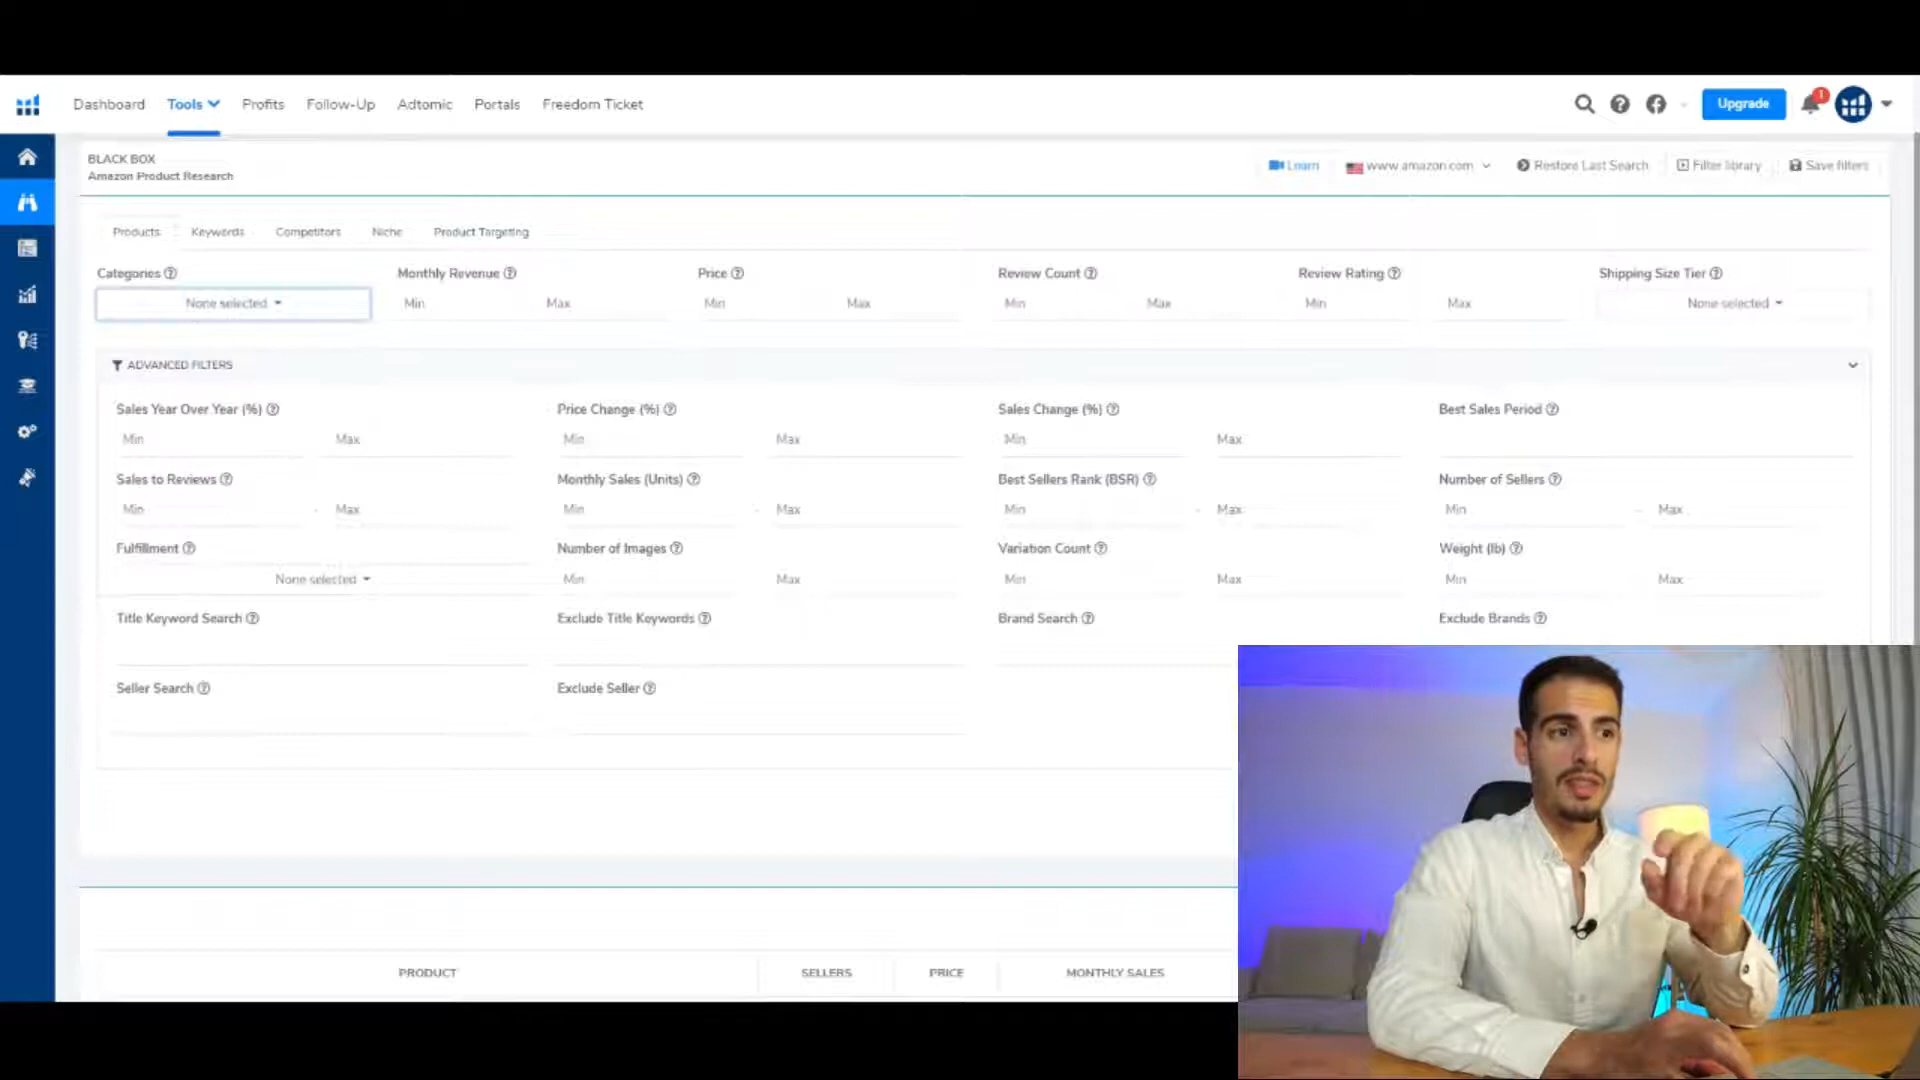 Dashboard Tools Profits Follow-Up Adtomic Portals Freedom Ticket Upgrade 1
BLACK BOX
Amazon Product Research
Learn www.amazon.com Restore Last Search Filter library Save filters
Products Keywords Competitors Niche Product Targeting
Categories Monthly Revenue Price Review Count Review Rating Shipping Size Tier
None selected Min Max Min Max Min Max Min Max None selected
ADVANCED FILTERS
Sales Year Over Year (%) Price Change (%) Sales Change (%) Best Sales Period
Min Max Min Max Min Max
Sales to Reviews Monthly Sales (Units) Best Sellers Rank (BSR) Number of Sellers
Min Max Min Max Min Max Min Max
Fulfillment Number of Images Variation Count Weight (lb)
None selected Min Max Min Max Min Max
Title Keyword Search Exclude Title Keywords Brand Search Exclude Brands
Seller Search Exclude Seller
PRODUCT SELLERS PRICE MONTHLY SALES